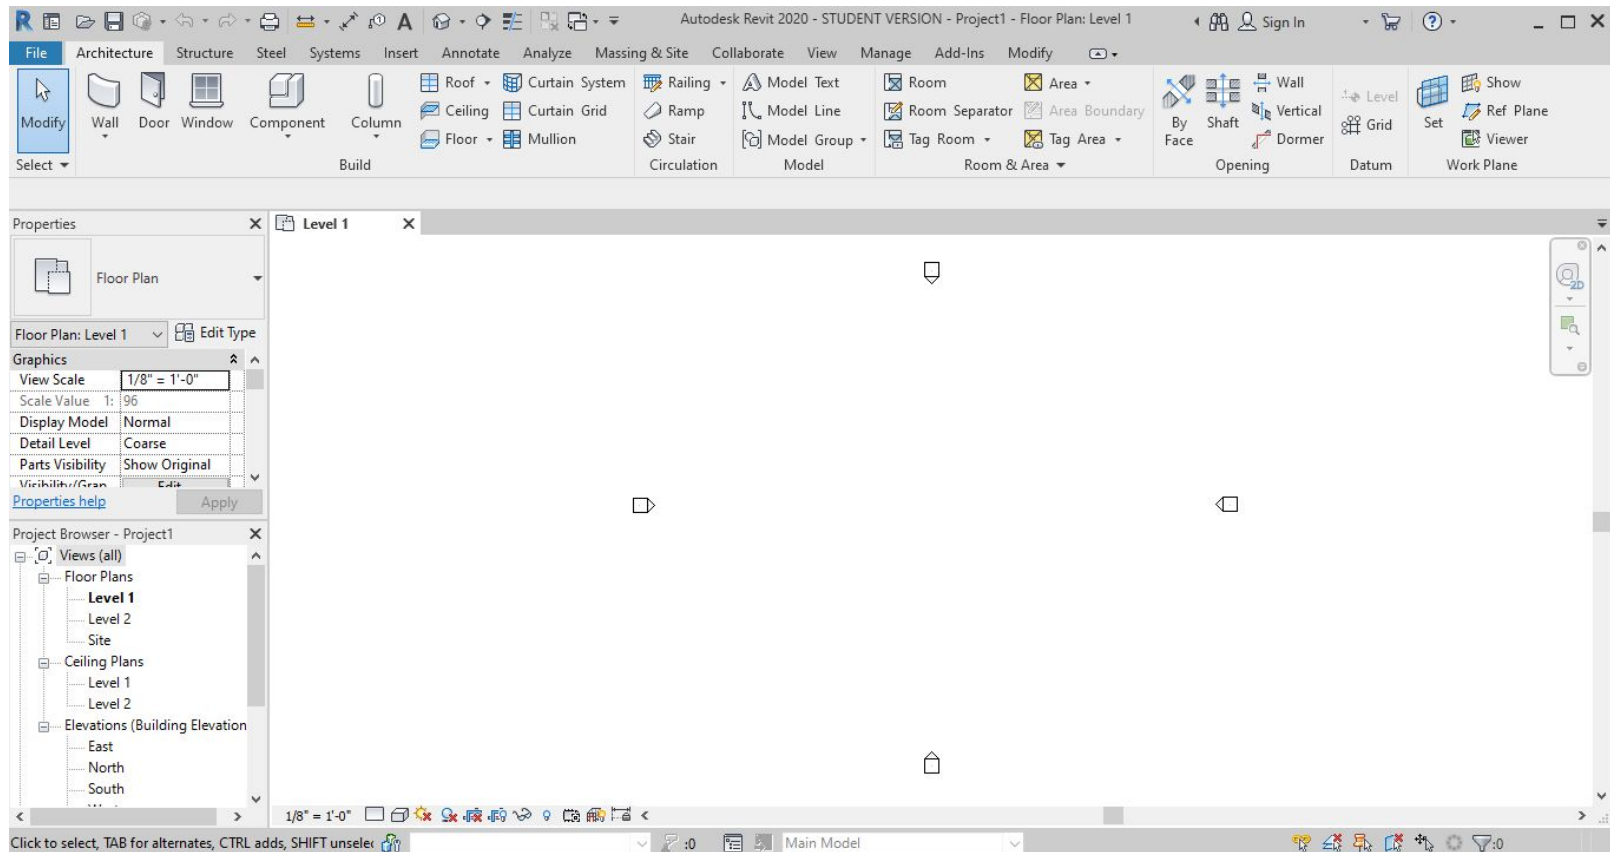 Autodesk Revit 2020 - STUDENT VERSION - Project1 - Floor Plan: Level 1 Sign In
File Architecture Structure Steel Systems Insert Annotate Analyze Massing & Site Collaborate View Manage Add-Ins Modify
Modify Wall Door Window Component Column Roof Curtain System Railing Model Text Room Area By Face Shaft Wall Level Set Show
Ceiling Curtain Grid Ramp Model Line Room Separator Area Boundary Vertical Grid Ref Plane
Floor Mullion Stair Model Group Tag Room Tag Area Dormer Viewer
Select Build Circulation Model Room & Area Opening Datum Work Plane
Properties
Level 1
Floor Plan
2D
Floor Plan: Level 1 Edit Type
Graphics
View Scale 1/8" = 1'-0"
Scale Value 1: 96
Display Model Normal
Detail Level Coarse
Parts Visibility Show Original
Visibility/Grap Edit
Properties help Apply
Project Browser - Project1
Views (all)
Floor Plans
Level 1
Level 2
Site
Ceiling Plans
Level 1
Level 2
Elevations (Building Elevation
East
North
South
1/8" = 1'-0"
Click to select, TAB for alternates, CTRL adds, SHIFT unselec :0 Main Model :0